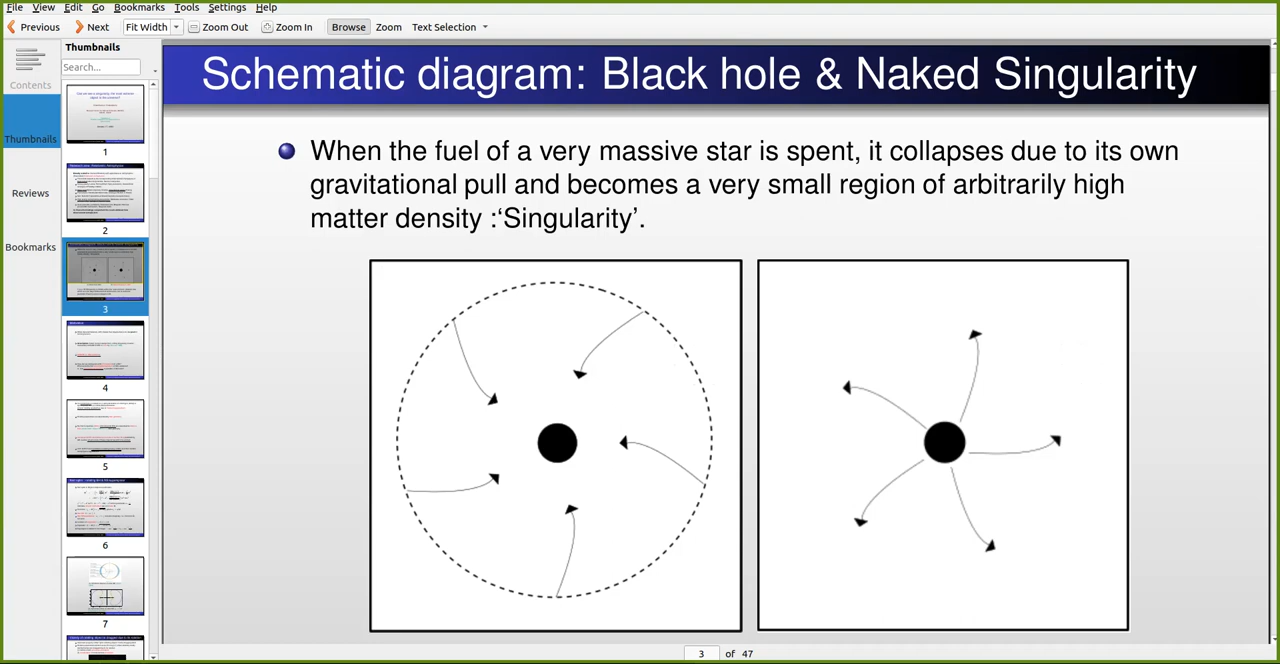 File View Edit Go Bookmarks Tools Settings Help
Previous Next Fit Width Zoom Out Zoom In Browse Zoom Text Selection
Contents
Thumbnails
Reviews
Bookmarks
Thumbnails
Search...
1
2
3
4
5
6
7
Schematic diagram: Black hole & Naked Singularity
When the fuel of a very massive star is spent, it collapses due to its own
gravitational pull and becomes a very small region of arbitrarily high
matter density :‘Singularity’.
3 of 47